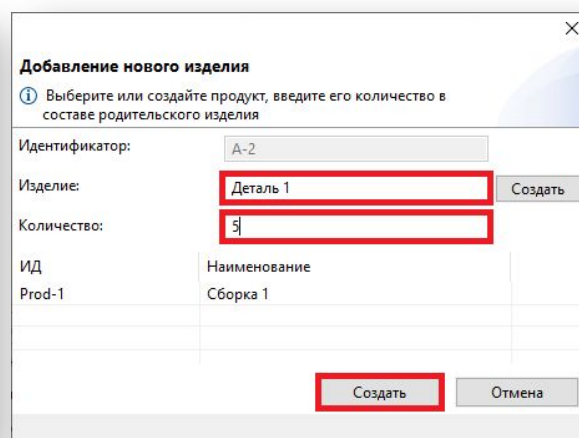 Добавление нового изделия
Выберите или создайте продукт, введите его количество в
составе родительского изделия
Идентификатор: A-2
Изделие: Деталь 1 Создать
Количество: 5
ИД Наименование
Prod-1 Сборка 1
Создать Отмена